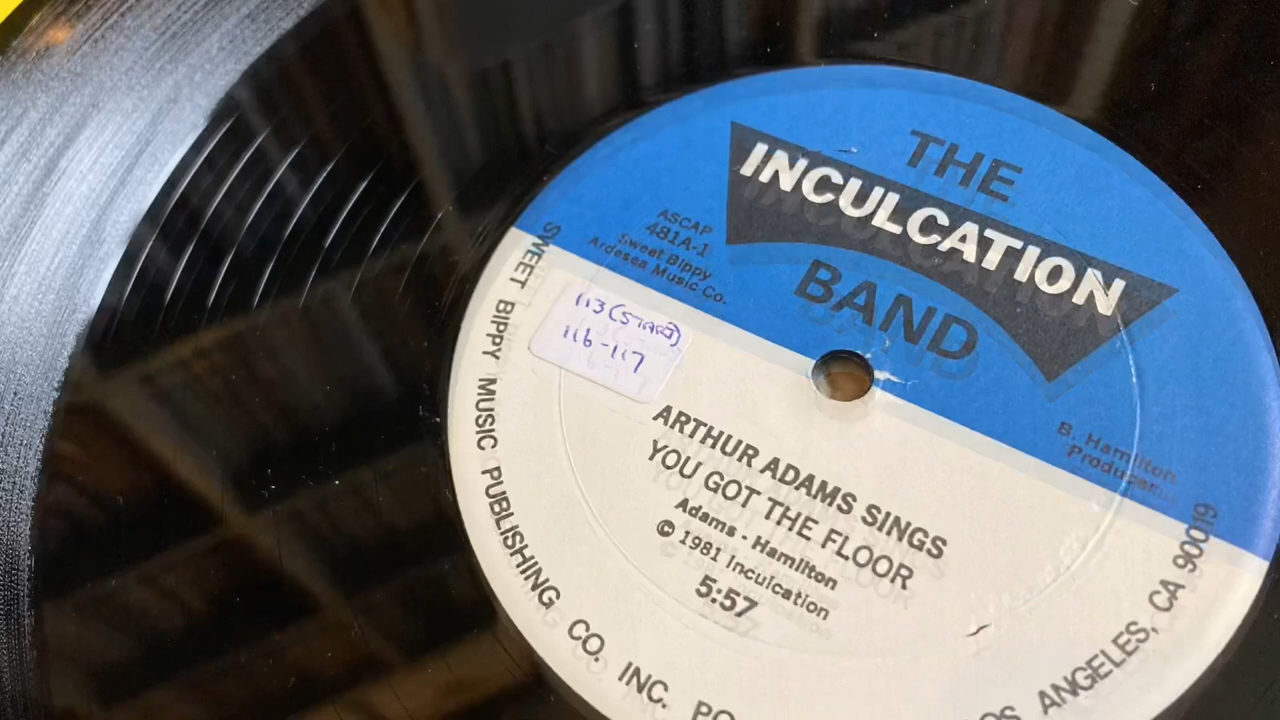 THE
INCULCATION
BAND
ASCAP
481A-1
Sweet Bippy
Ardesea Music Co.
B. Hamilton
Producer
113 (START)
116-117
ARTHUR ADAMS SINGS
YOU GOT THE FLOOR
Adams - Hamilton
© 1981 Inculcation
5:57
SWEET BIPPY MUSIC PUBLISHING CO. INC. ANGELES, CA 90019